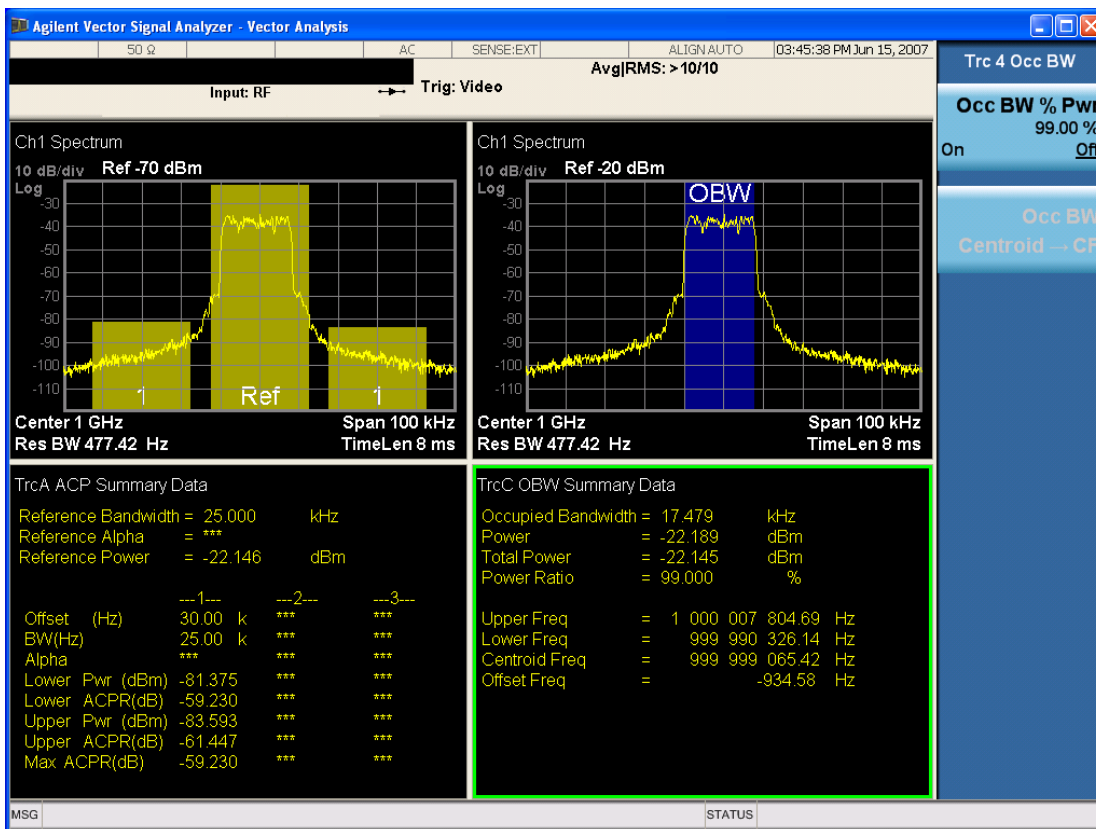 Agilent Vector Signal Analyzer - Vector Analysis
50 Ω AC SENSE:EXT ALIGN AUTO 03:45:38 PM Jun 15, 2007
Avg|RMS: >10/10
Input: RF Trig: Video
Trc 4 Occ BW
Occ BW % Pwr
99.00 %
On Off
Occ BW
Centroid → CF
Ch1 Spectrum
10 dB/div Ref -70 dBm
Log
-30
-40
-50
-60
-70
-80
-90
-100
-110
1 Ref 1
Center 1 GHz Span 100 kHz
Res BW 477.42 Hz TimeLen 8 ms
Ch1 Spectrum
10 dB/div Ref -20 dBm
Log
OBW
-30
-40
-50
-60
-70
-80
-90
-100
-110
Center 1 GHz Span 100 kHz
Res BW 477.42 Hz TimeLen 8 ms
TrcA ACP Summary Data
Reference Bandwidth = 25.000 kHz
Reference Alpha = ***
Reference Power = -22.146 dBm
---1--- ---2--- ---3---
Offset (Hz) 30.00 k *** ***
BW(Hz) 25.00 k *** ***
Alpha *** *** ***
Lower Pwr (dBm) -81.375 *** ***
Lower ACPR(dB) -59.230 *** ***
Upper Pwr (dBm) -83.593 *** ***
Upper ACPR(dB) -61.447 *** ***
Max ACPR(dB) -59.230 *** ***
TrcC OBW Summary Data
Occupied Bandwidth = 17.479 kHz
Power = -22.189 dBm
Total Power = -22.145 dBm
Power Ratio = 99.000 %
Upper Freq = 1 000 007 804.69 Hz
Lower Freq = 999 990 326.14 Hz
Centroid Freq = 999 999 065.42 Hz
Offset Freq = -934.58 Hz
MSG STATUS